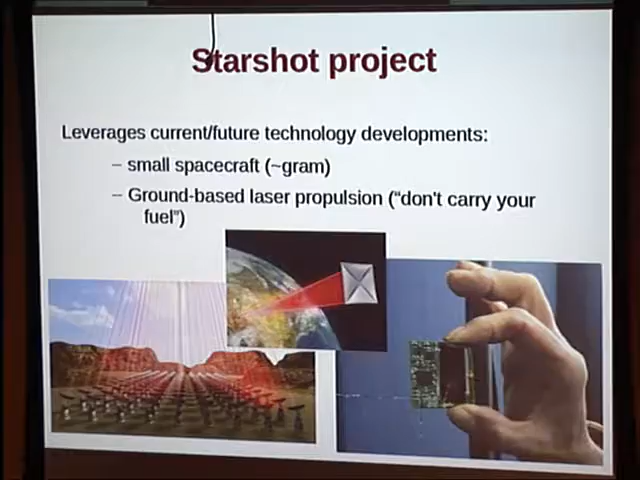 Starshot project
Leverages current/future technology developments:
– small spacecraft (~gram)
– Ground-based laser propulsion (“don't carry your
fuel”)